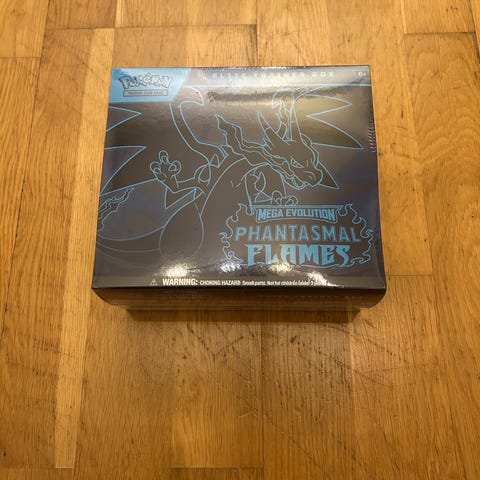 Pokémon
TRADING CARD GAME
ELITE TRAINER BOX
6+
MEGA EVOLUTION
PHANTASMAL
FLAMES
WARNING: CHOKING HAZARD. Small parts. Not for children under 3